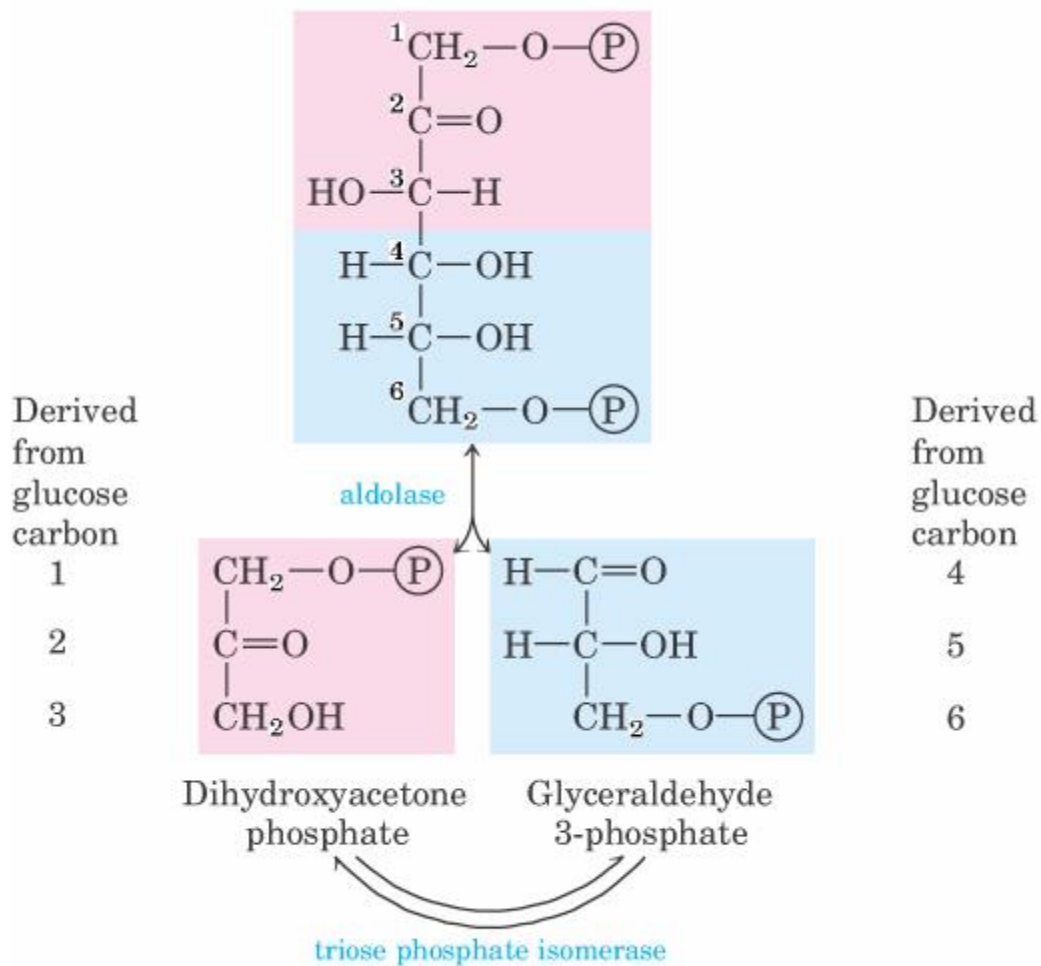 1CH₂—O—Ⓟ
2C=O
HO—3C—H
H—4C—OH
H—5C—OH
6CH₂—O—Ⓟ
aldolase
Derived
from
glucose
carbon
1
2
3
CH₂—O—Ⓟ
C=O
CH₂OH
H—C=O
H—C—OH
CH₂—O—Ⓟ
Derived
from
glucose
carbon
4
5
6
Dihydroxyacetone
phosphate
Glyceraldehyde
3-phosphate
triose phosphate isomerase